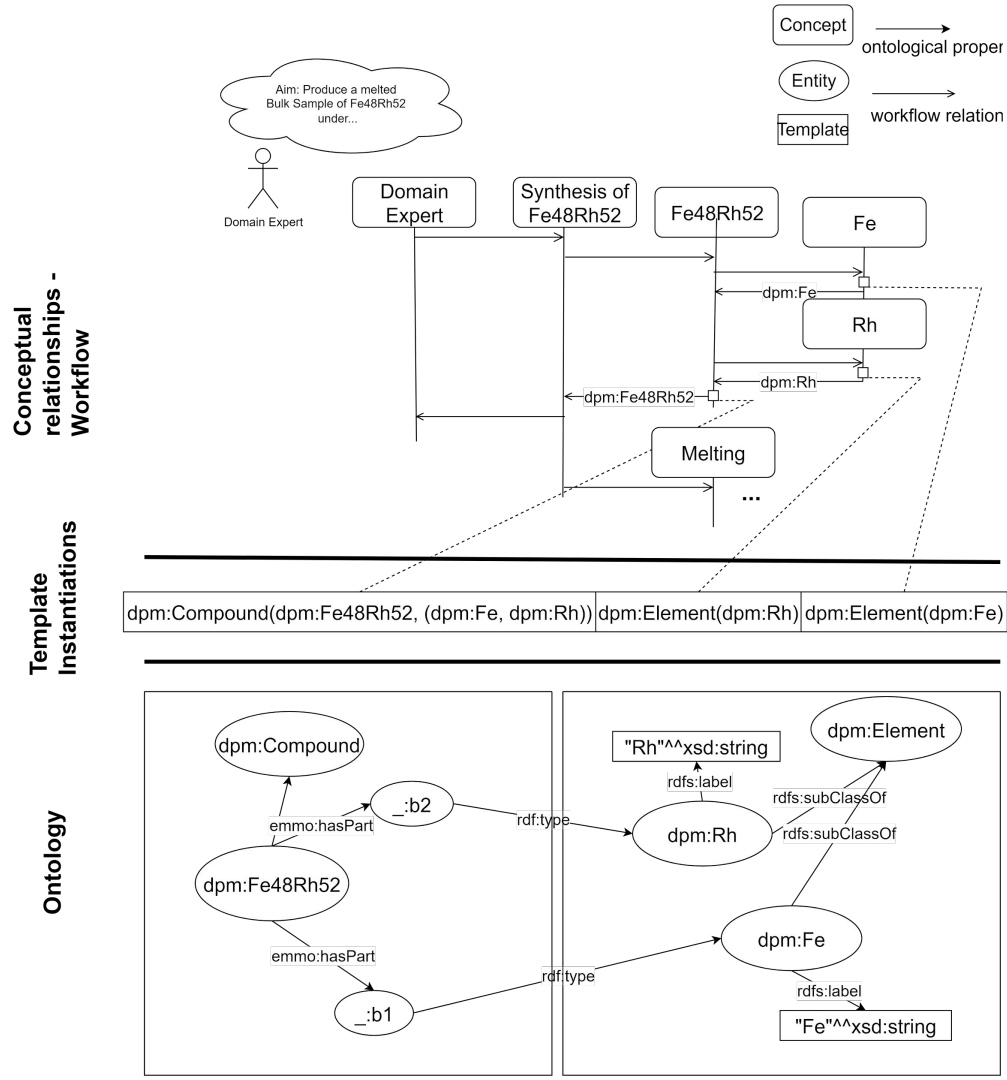 Concept
ontological proper
Entity
workflow relation
Template
Aim: Produce a melted
Bulk Sample of Fe48Rh52
under...
Domain Expert
Conceptual
relationships -
Workflow
Domain
Expert
Synthesis of
Fe48Rh52
Fe48Rh52
Fe
dpm:Fe
Rh
dpm:Rh
dpm:Fe48Rh52
Melting
...
Template
Instantiations
dpm:Compound(dpm:Fe48Rh52, (dpm:Fe, dpm:Rh))
dpm:Element(dpm:Rh)
dpm:Element(dpm:Fe)
Ontology
dpm:Compound
_:b2
emmo:hasPart
dpm:Fe48Rh52
emmo:hasPart
_:b1
rdf:type
rdf:type
"Rh"^^xsd:string
rdfs:label
dpm:Rh
dpm:Element
rdfs:subClassOf
rdfs:subClassOf
dpm:Fe
rdfs:label
"Fe"^^xsd:string